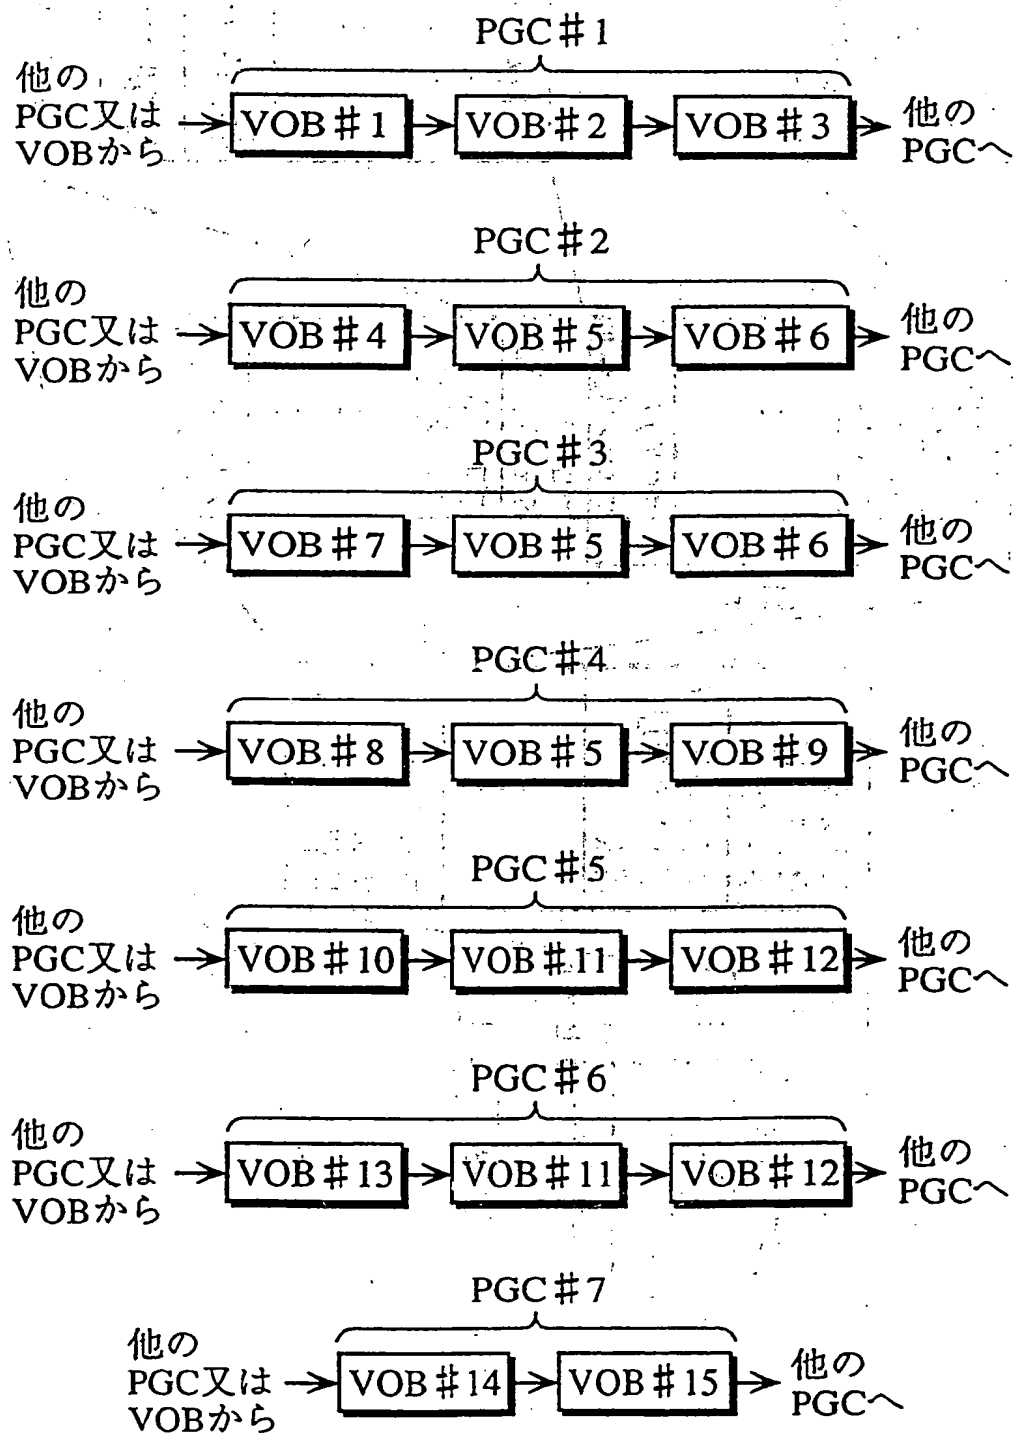 PGC#1
他の
PGC又は
VOBから
VOB#1
VOB#2
VOB#3
他の
PGCへ
PGC#2
他の
PGC又は
VOBから
VOB#4
VOB#5
VOB#6
他の
PGCへ
PGC#3
他の
PGC又は
VOBから
VOB#7
VOB#5
VOB#6
他の
PGCへ
PGC#4
他の
PGC又は
VOBから
VOB#8
VOB#5
VOB#9
他の
PGCへ
PGC#5
他の
PGC又は
VOBから
VOB#10
VOB#11
VOB#12
他の
PGCへ
PGC#6
他の
PGC又は
VOBから
VOB#13
VOB#11
VOB#12
他の
PGCへ
PGC#7
他の
PGC又は
VOBから
VOB#14
VOB#15
他の
PGCへ